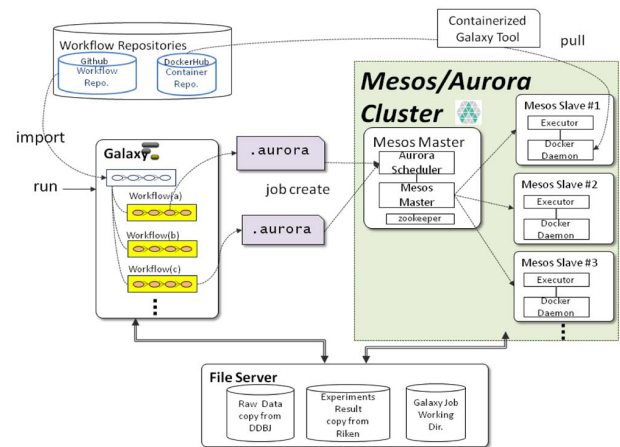 Containerized
Galaxy Tool
pull
Workflow Repositories
Github
Workflow
Repo.
DockerHub
Container
Repo.
Mesos/Aurora
Cluster
import
run
Galaxy
Workflow(a)
Workflow(b)
Workflow(c)
.aurora
job create
.aurora
Mesos Master
Aurora
Scheduler
Mesos
Master
zookeeper
Mesos Slave #1
Executor
Docker
Daemon
Mesos Slave #2
Executor
Docker
Daemon
Mesos Slave #3
Executor
Docker
Daemon
File Server
Raw Data
copy from
DDBJ
Experiments
Result
copy from
Riken
Galaxy Job
Working
Dir.